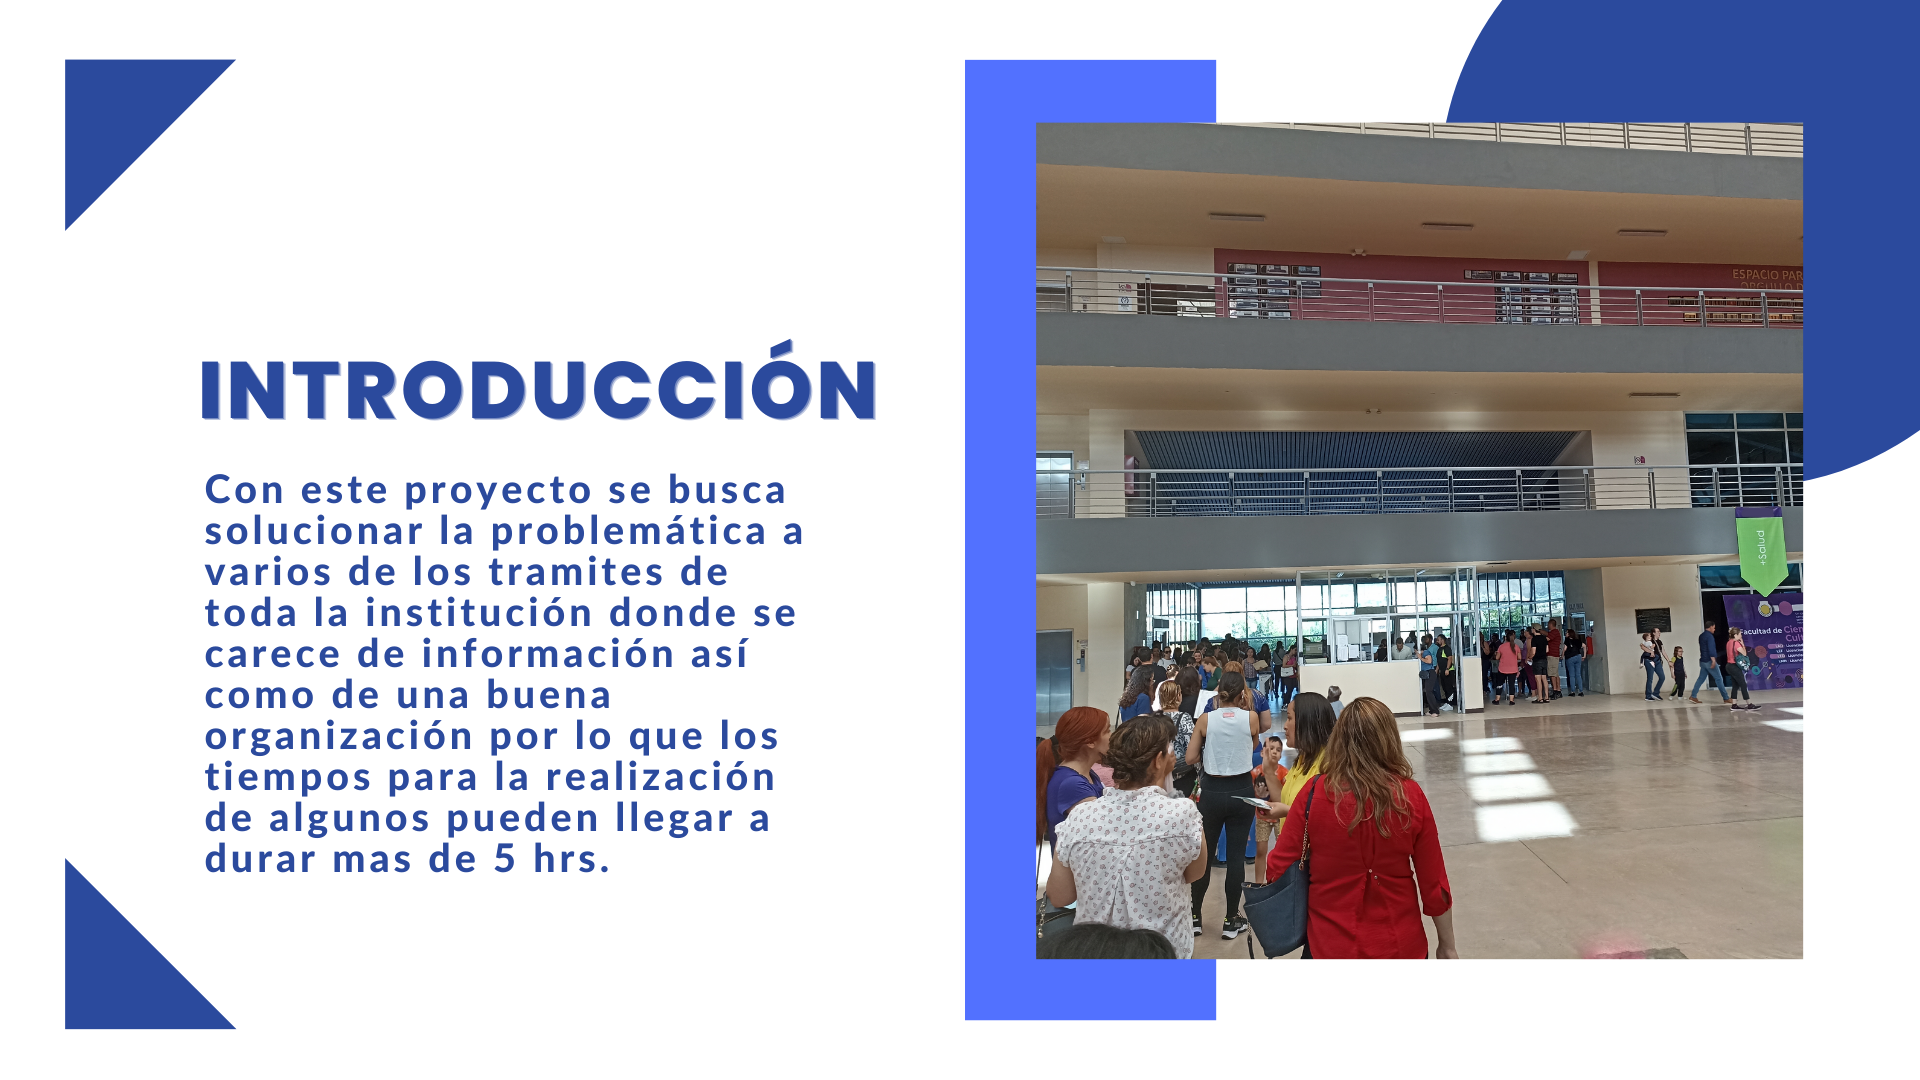 INTRODUCCIÓN
Con este proyecto se busca
solucionar la problemática a
varios de los tramites de
toda la institución donde se
carece de información así
como de una buena
organización por lo que los
tiempos para la realización
de algunos pueden llegar a
durar mas de 5 hrs.
ESPACIO PAR
+Salud
Facultad de Cien